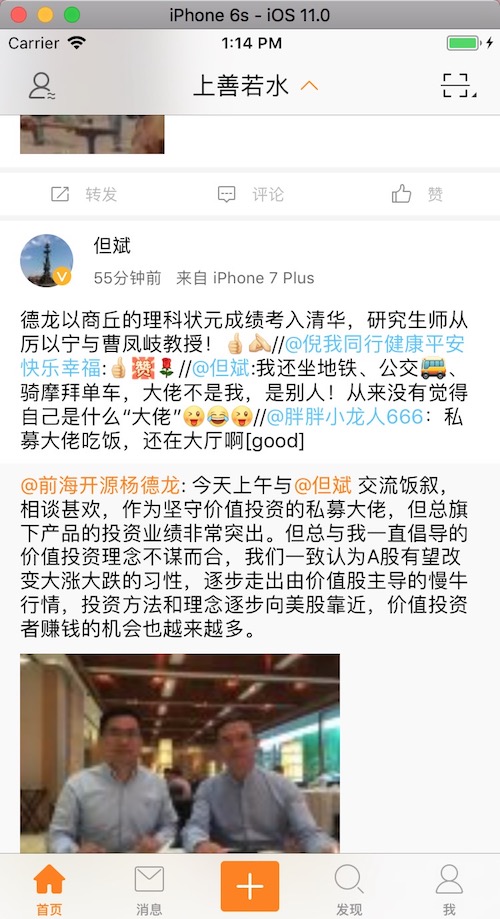 iPhone 6s - iOS 11.0
Carrier 1:14 PM
上善若水
转发 评论 赞
但斌
55分钟前 来自 iPhone 7 Plus
德龙以商丘的理科状元成绩考入清华，研究生师从
厉以宁与曹凤岐教授！👍🏻🙏🏻//@倪我同行健康平安
快乐幸福:👍🏻赞🌹//@但斌:我还坐地铁、公交🚌、
骑摩拜单车，大佬不是我，是别人！从来没有觉得
自己是什么“大佬”😜😂😜//@胖胖小龙人666：私
募大佬吃饭，还在大厅啊[good]
@前海开源杨德龙: 今天上午与@但斌 交流饭叙，
相谈甚欢，作为坚守价值投资的私募大佬，但总旗
下产品的投资业绩非常突出。但总与我一直倡导的
价值投资理念不谋而合，我们一致认为A股有望改
变大涨大跌的习性，逐步走出由价值股主导的慢牛
行情，投资方法和理念逐步向美股靠近，价值投资
者赚钱的机会也越来越多。
首页 消息 发现 我